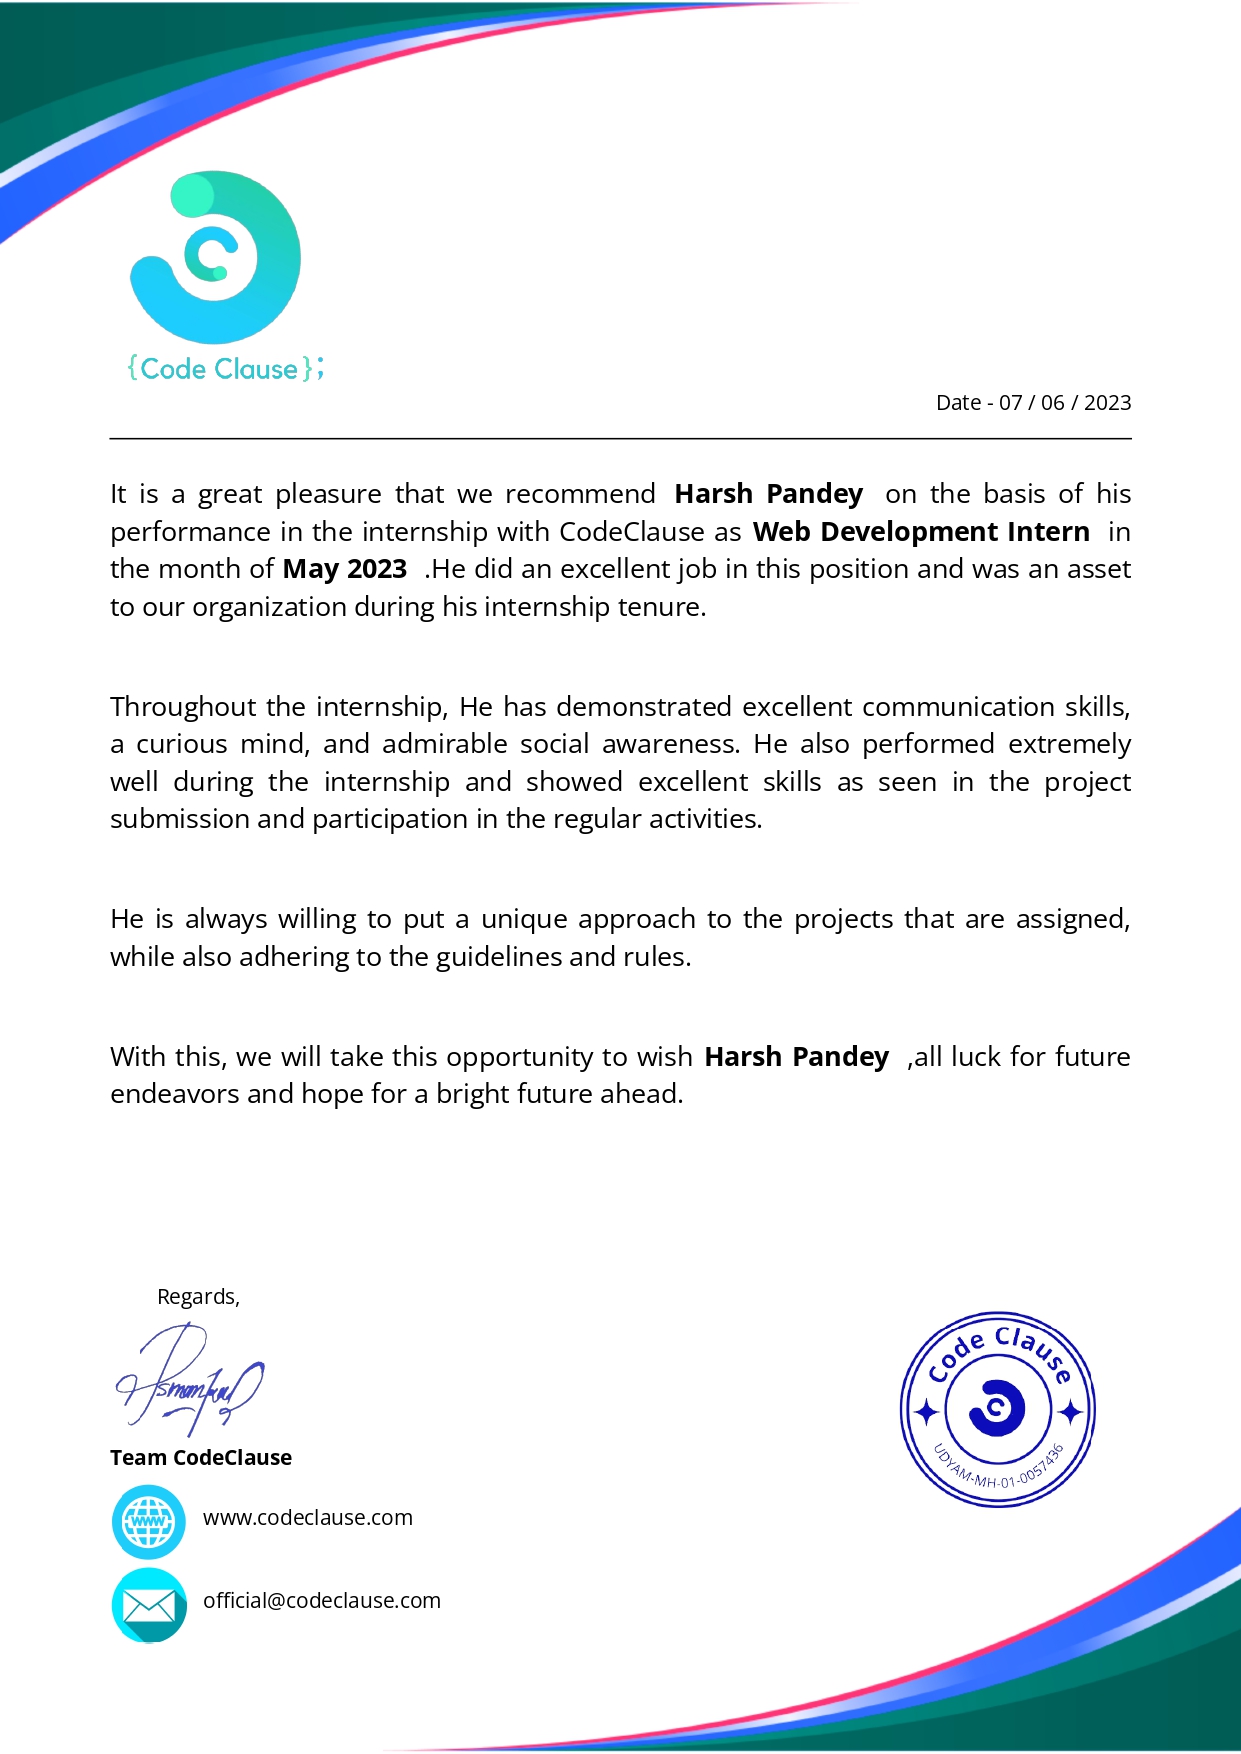 {Code Clause};
Date - 07 / 06 / 2023
It is a great pleasure that we recommend Harsh Pandey on the basis of his
performance in the internship with CodeClause as Web Development Intern in
the month of May 2023 .He did an excellent job in this position and was an asset
to our organization during his internship tenure.
Throughout the internship, He has demonstrated excellent communication skills,
a curious mind, and admirable social awareness. He also performed extremely
well during the internship and showed excellent skills as seen in the project
submission and participation in the regular activities.
He is always willing to put a unique approach to the projects that are assigned,
while also adhering to the guidelines and rules.
With this, we will take this opportunity to wish Harsh Pandey ,all luck for future
endeavors and hope for a bright future ahead.
Regards,
Team CodeClause
www
www.codeclause.com
official@codeclause.com
Code Clause
UDYAM-MH-01-0057436